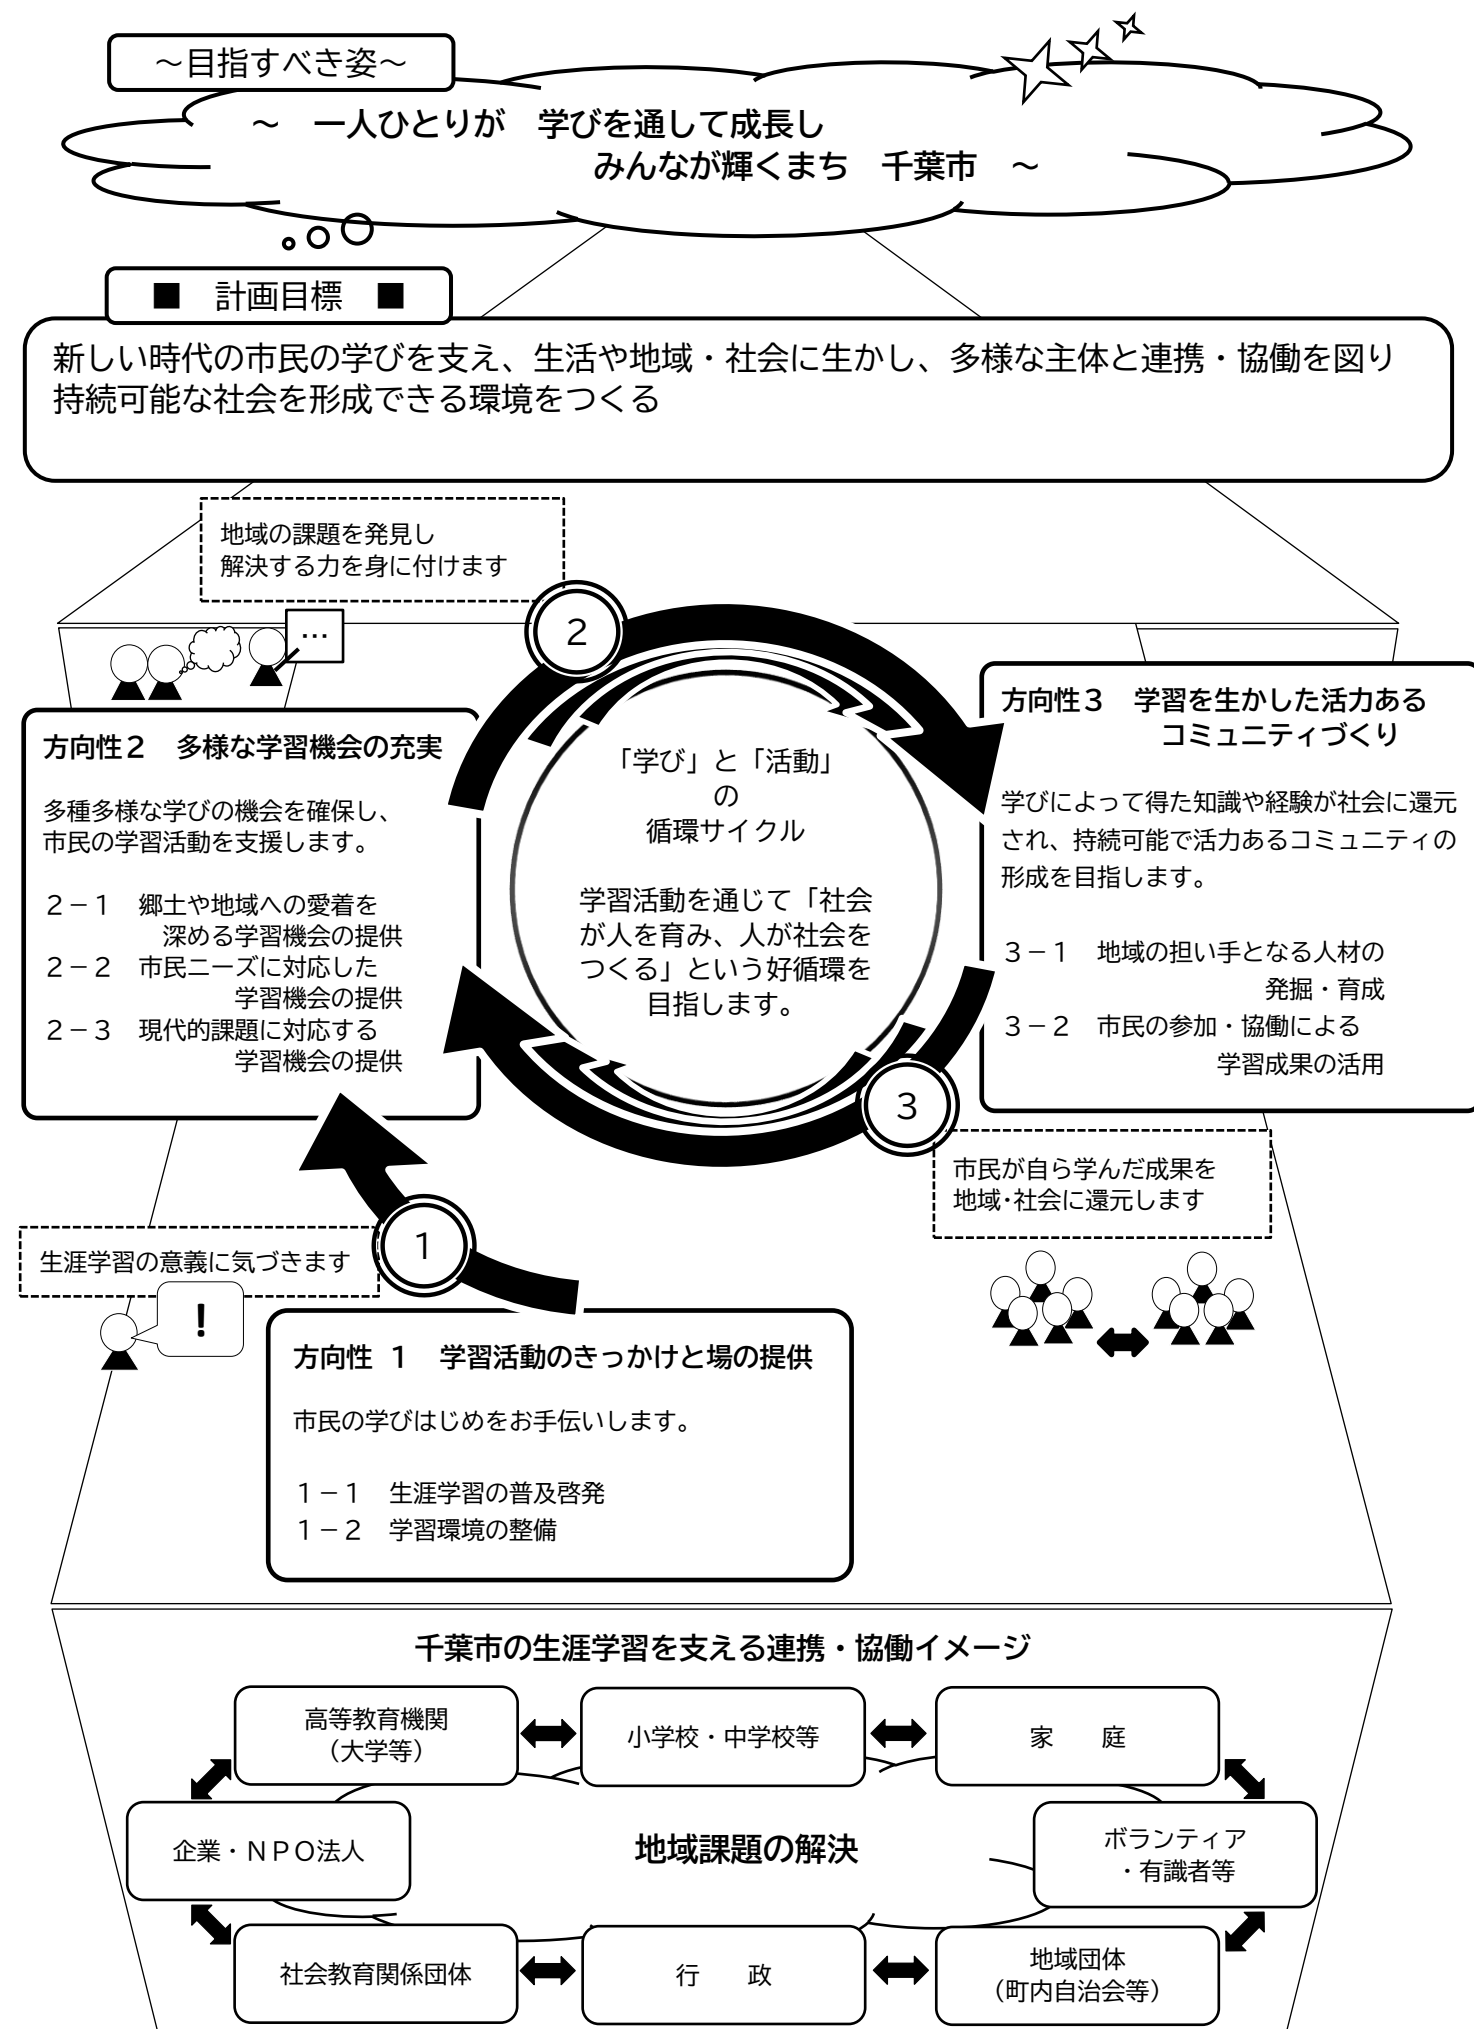 ～目指すべき姿～
～　一人ひとりが　学びを通して成長し
みんなが輝くまち　千葉市　～
■　計画目標　■
新しい時代の市民の学びを支え、生活や地域・社会に生かし、多様な主体と連携・協働を図り
持続可能な社会を形成できる環境をつくる
地域の課題を発見し
解決する力を身に付けます
…
2
方向性２　多様な学習機会の充実
多種多様な学びの機会を確保し、
市民の学習活動を支援します。
２－１　郷土や地域への愛着を
深める学習機会の提供
２－２　市民ニーズに対応した
学習機会の提供
２－３　現代的課題に対応する
学習機会の提供
「学び」と「活動」
の
循環サイクル
学習活動を通じて「社会
が人を育み、人が社会を
つくる」という好循環を
目指します。
方向性３　学習を生かした活力ある
コミュニティづくり
学びによって得た知識や経験が社会に還元
され、持続可能で活力あるコミュニティの
形成を目指します。
３－１　地域の担い手となる人材の
発掘・育成
３－２　市民の参加・協働による
学習成果の活用
3
市民が自ら学んだ成果を
地域･社会に還元します
1
生涯学習の意義に気づきます
！
方向性 １　学習活動のきっかけと場の提供
市民の学びはじめをお手伝いします。
１－１　生涯学習の普及啓発
１－２　学習環境の整備
千葉市の生涯学習を支える連携・協働イメージ
高等教育機関
（大学等）
小学校・中学校等
家　　庭
企業・ＮＰＯ法人
地域課題の解決
ボランティア
・有識者等
社会教育関係団体
行　　政
地域団体
（町内自治会等）